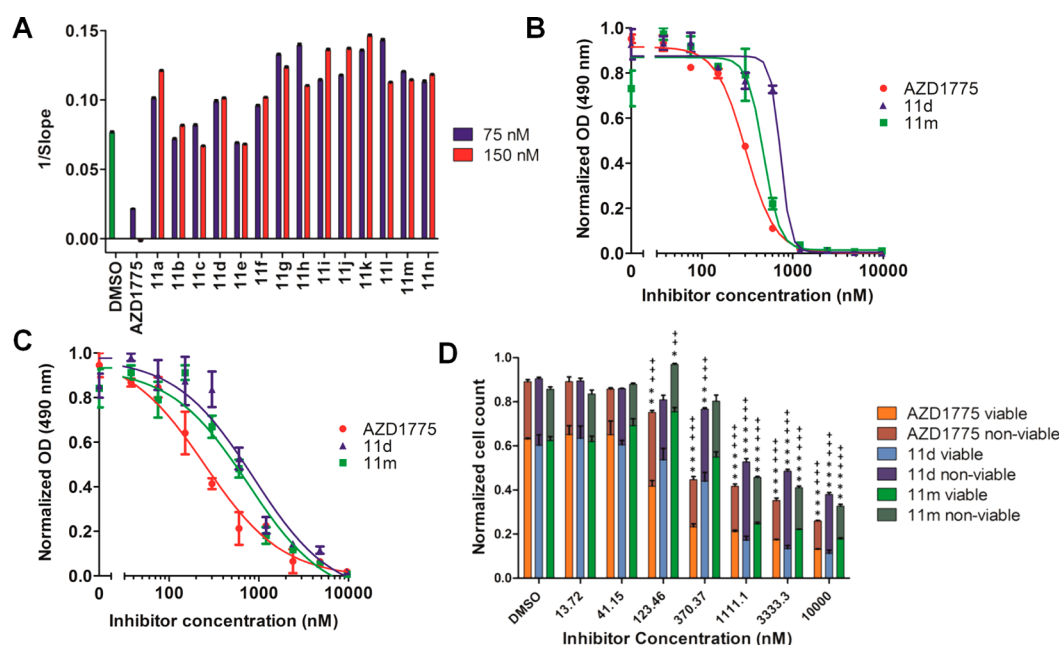 A
0.15
0.10
0.05
0.00
1/Slope
DMSO
AZD1775
11a
11b
11c
11d
11e
11f
11g
11h
11i
11j
11k
11l
11m
11n
75 nM
150 nM
B
1.0
0.8
0.6
0.4
0.2
0.0
Normalized OD (490 nm)
0
100
1000
10000
Inhibitor concentration (nM)
AZD1775
11d
11m
C
1.0
0.8
0.6
0.4
0.2
0.0
Normalized OD (490 nm)
0
100
1000
10000
Inhibitor concentration (nM)
AZD1775
11d
11m
D
1.0
0.8
0.6
0.4
0.2
0.0
Normalized cell count
DMSO
13.72
41.15
123.46
370.37
1111.1
3333.3
10000
Inhibitor Concentration (nM)
AZD1775 viable
AZD1775 non-viable
11d viable
11d non-viable
11m viable
11m non-viable